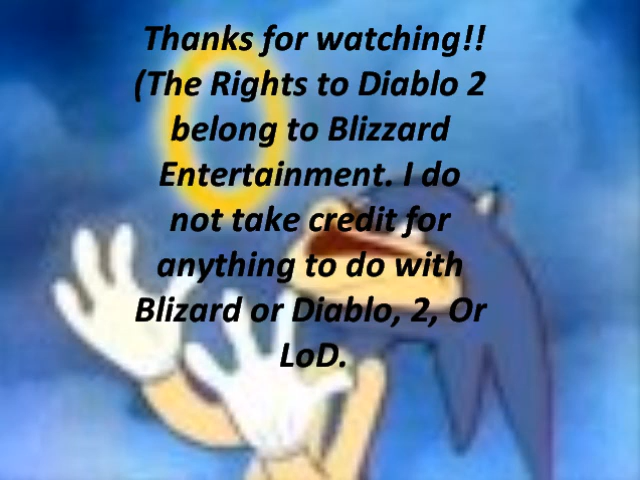 Thanks for watching!!
(The Rights to Diablo 2
belong to Blizzard
Entertainment. I do
not take credit for
anything to do with
Blizard or Diablo, 2, Or
LoD.